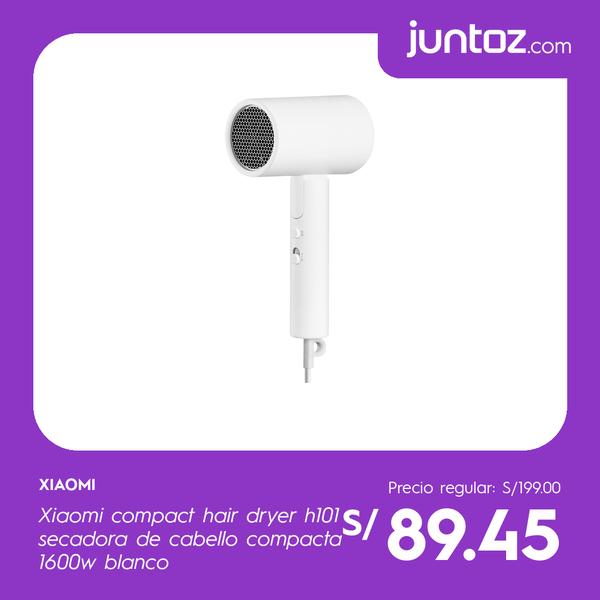 juntoz.com
XIAOMI
Xiaomi compact hair dryer h101
secadora de cabello compacta
1600w blanco
Precio regular: S/199.00
S/ 89.45